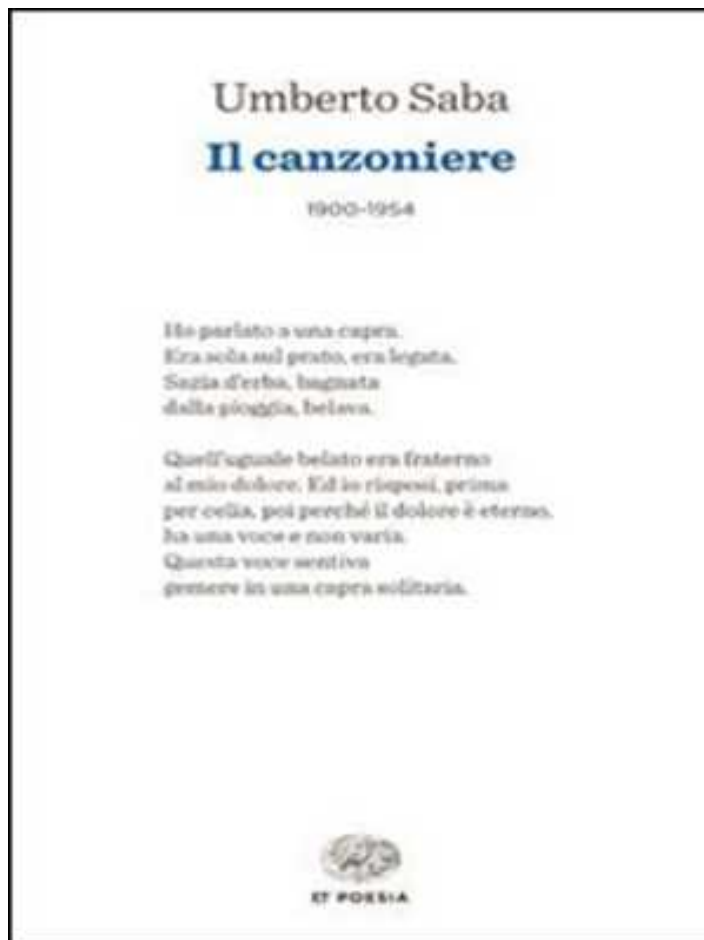 Umberto Saba
Il canzoniere
1900-1954
Ho parlato a una capra.
Era sola sul prato, era legata.
Sazia d'erba, bagnata
dalla pioggia, belava.
Quell'uguale belato era fraterno
al mio dolore. Ed io risposi, prima
per celia, poi perché il dolore è eterno,
ha una voce e non varia.
Questa voce sentiva
gemere in una capra solitaria.
ET POESIA